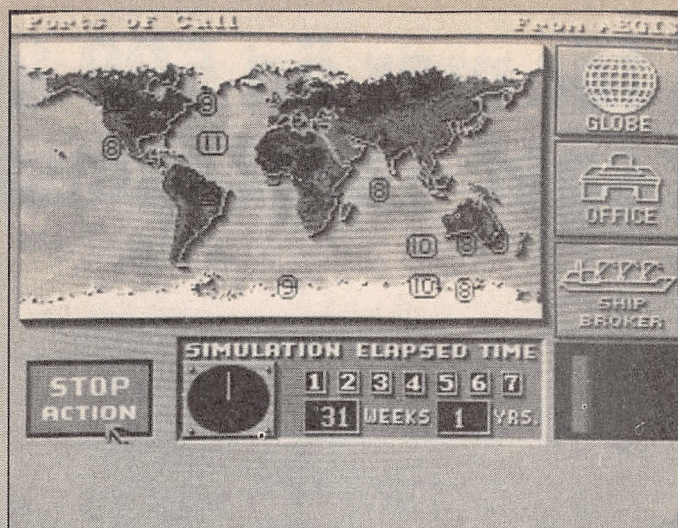 Ports of Call From AEGIS
GLOBE
OFFICE
SHIP
BROKER
8
11
8
8
10
9
10
8
SIMULATION ELAPSED TIME
1 2 3 4 5 6 7
31 WEEKS 1 YRS.
STOP
ACTION